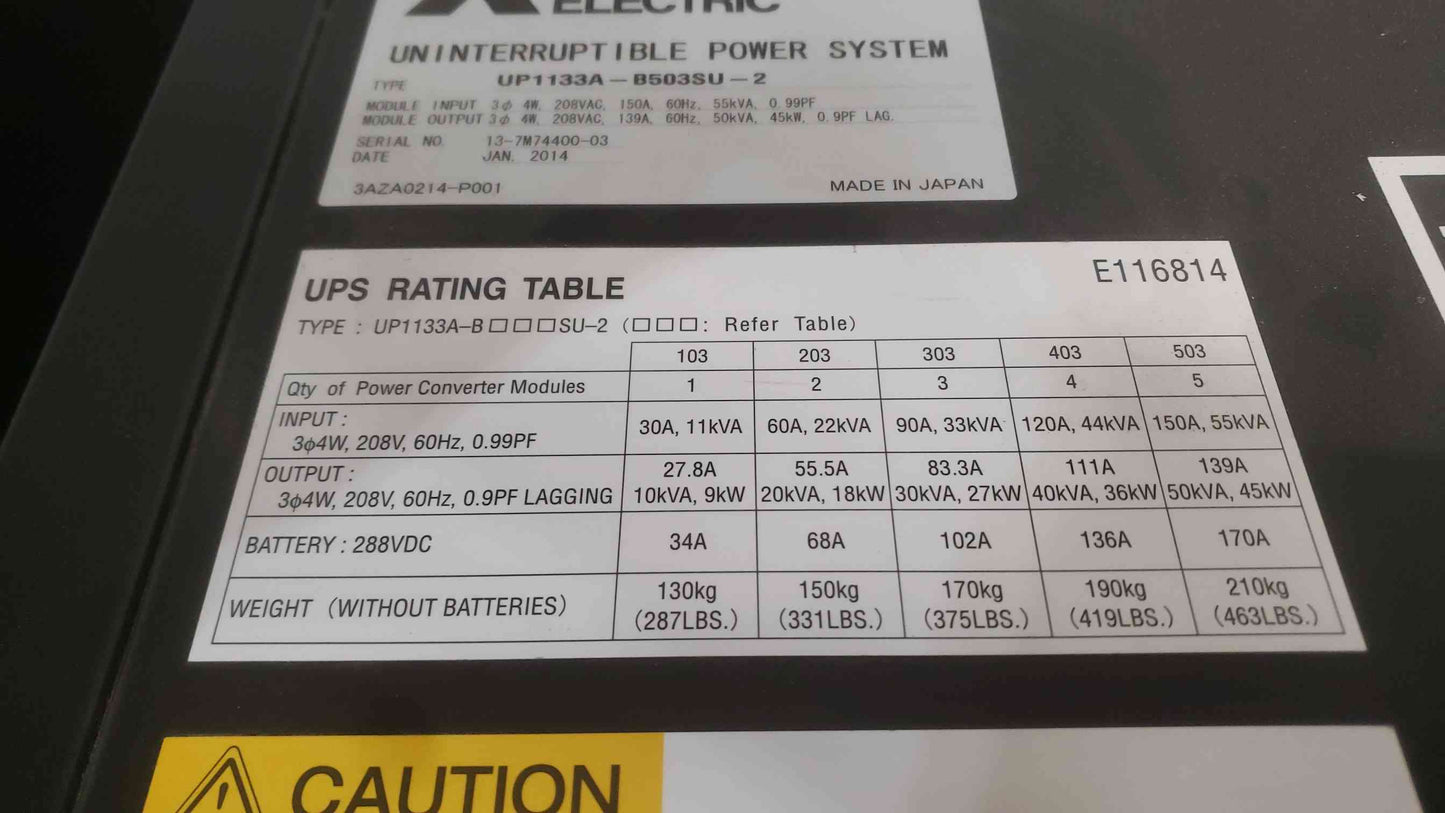 ELECTRIC
UNINTERRUPTIBLE POWER SYSTEM
TYPE UP1133A-B503SU-2
MODULE INPUT 3ϕ 4W, 208VAC, 150A, 60Hz, 55kVA, 0.99PF
MODULE OUTPUT 3ϕ 4W, 208VAC, 139A, 60Hz, 50kVA, 45kW, 0.9PF LAG.
SERIAL NO. 13-7M74400-03
DATE JAN. 2014
3AZA0214-P001 MADE IN JAPAN
UPS RATING TABLE E116814
TYPE : UP1133A-B□□□SU-2 (□□□: Refer Table)
103 203 303 403 503
Qty of Power Converter Modules 1 2 3 4 5
INPUT :
3ϕ4W, 208V, 60Hz, 0.99PF 30A, 11kVA 60A, 22kVA 90A, 33kVA 120A, 44kVA 150A, 55kVA
OUTPUT : 27.8A 55.5A 83.3A 111A 139A
3ϕ4W, 208V, 60Hz, 0.9PF LAGGING 10kVA, 9kW 20kVA, 18kW 30kVA, 27kW 40kVA, 36kW 50kVA, 45kW
BATTERY : 288VDC 34A 68A 102A 136A 170A
WEIGHT (WITHOUT BATTERIES) 130kg 150kg 170kg 190kg 210kg
(287LBS.) (331LBS.) (375LBS.) (419LBS.) (463LBS.)
CAUTION